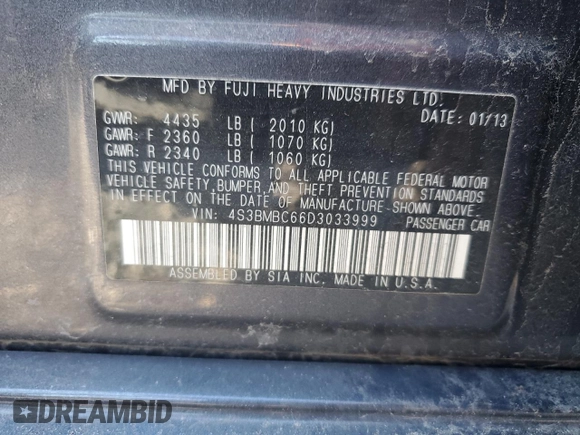 MFD BY FUJI HEAVY INDUSTRIES LTD.
GVWR: 4435 LB ( 2010 KG) DATE: 01/13
GAWR: F 2360 LB ( 1070 KG)
GAWR: R 2340 LB ( 1060 KG)
THIS VEHICLE CONFORMS TO ALL APPLICABLE FEDERAL MOTOR
VEHICLE SAFETY, BUMPER, AND THEFT PREVENTION STANDARDS
IN EFFECT ON THE DATE OF MANUFACTURE SHOWN ABOVE.
VIN: 4S3BMBC66D3033999 PASSENGER CAR
ASSEMBLED BY SIA INC. MADE IN U.S.A.
DREAMBID